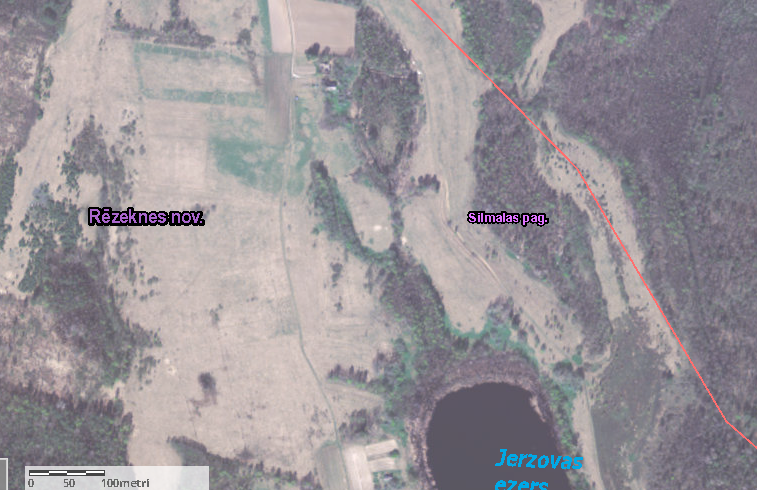 Rēzeknes nov.
Silmalas pag.
Jerzovas
ezers
0 50 100metri